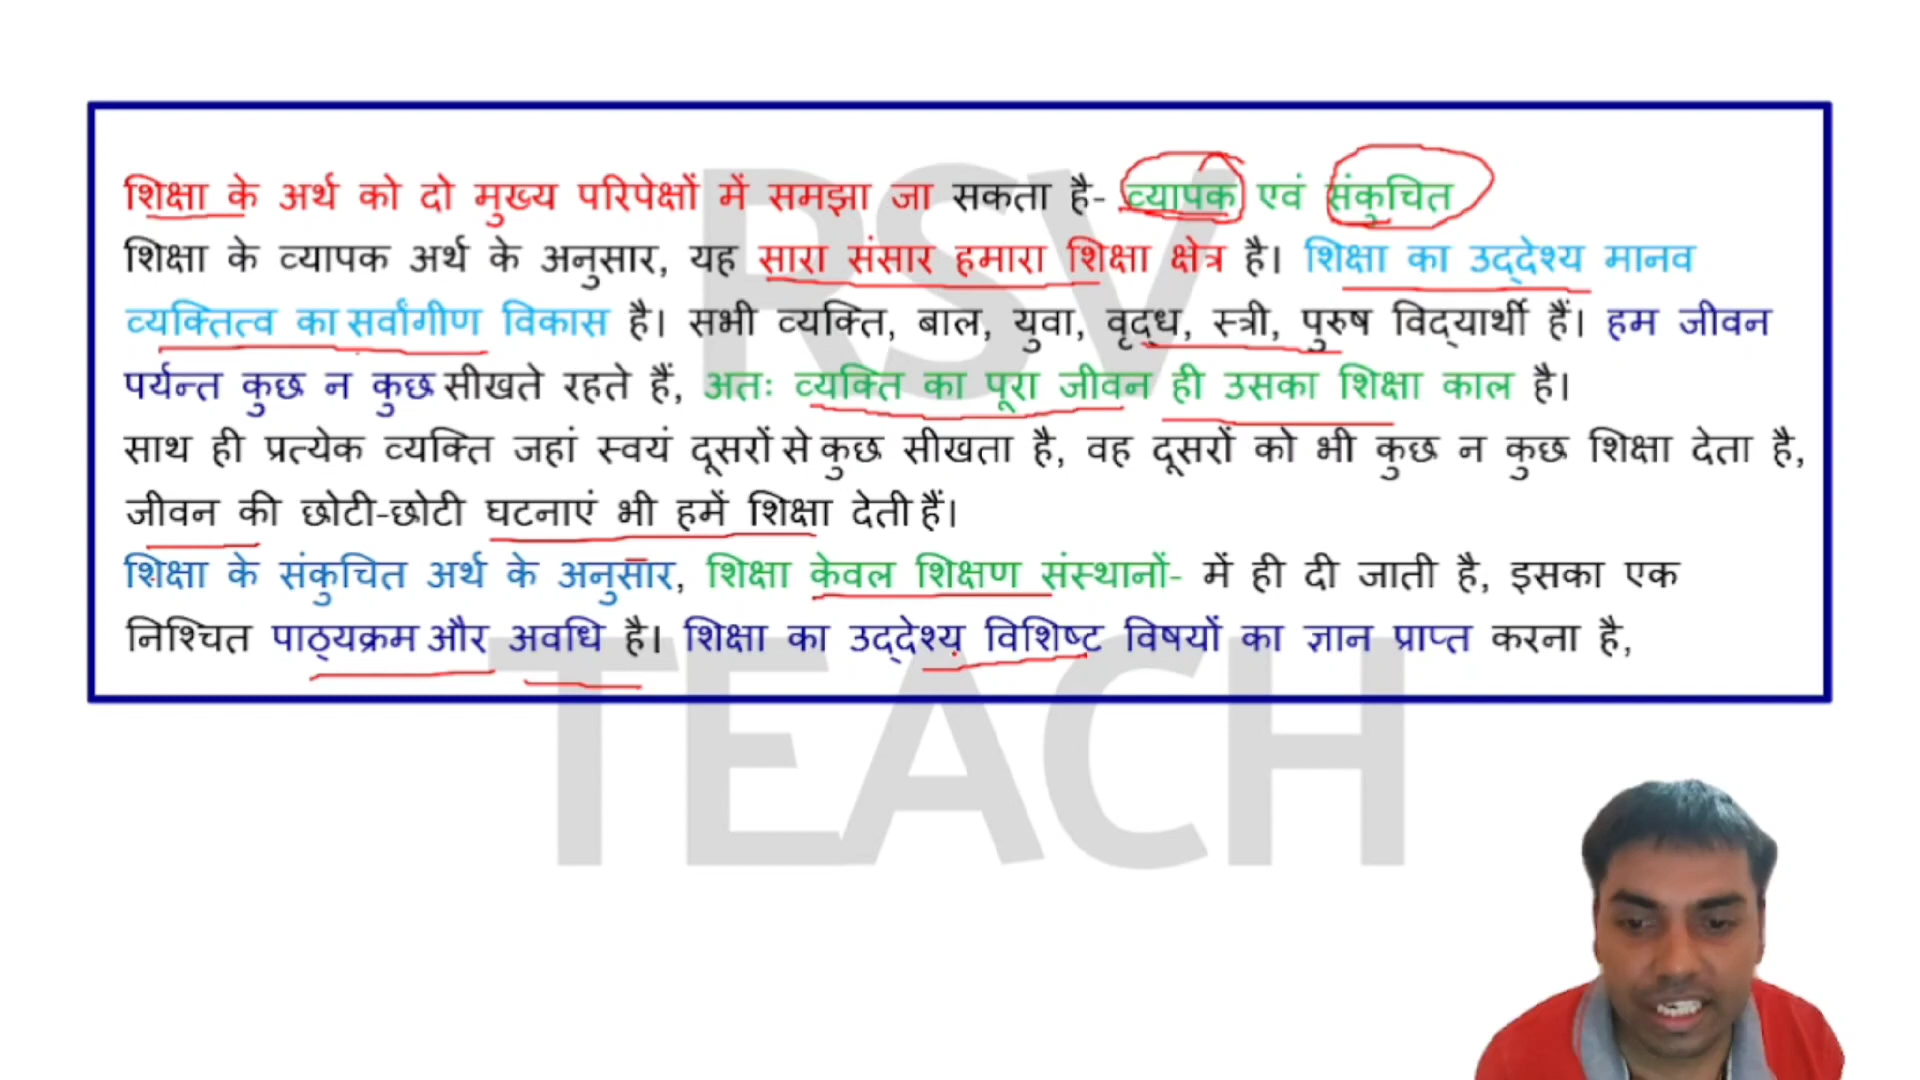 शिक्षा के अर्थ को दो मुख्य परिपेक्षों में समझा जा सकता है- व्यापक एवं संकुचित
शिक्षा के व्यापक अर्थ के अनुसार, यह सारा संसार हमारा शिक्षा क्षेत्र है। शिक्षा का उद्देश्य मानव
व्यक्तित्व का सर्वांगीण विकास है। सभी व्यक्ति, बाल, युवा, वृद्ध, स्त्री, पुरुष विद्यार्थी हैं। हम जीवन
पर्यन्त कुछ न कुछ सीखते रहते हैं, अतः व्यक्ति का पूरा जीवन ही उसका शिक्षा काल है।
साथ ही प्रत्येक व्यक्ति जहां स्वयं दूसरों से कुछ सीखता है, वह दूसरों को भी कुछ न कुछ शिक्षा देता है,
जीवन की छोटी-छोटी घटनाएं भी हमें शिक्षा देती हैं।
शिक्षा के संकुचित अर्थ के अनुसार, शिक्षा केवल शिक्षण संस्थानों- में ही दी जाती है, इसका एक
निश्चित पाठ्यक्रम और अवधि है। शिक्षा का उद्देश्य विशिष्ट विषयों का ज्ञान प्राप्त करना है,
RSV
TEACH